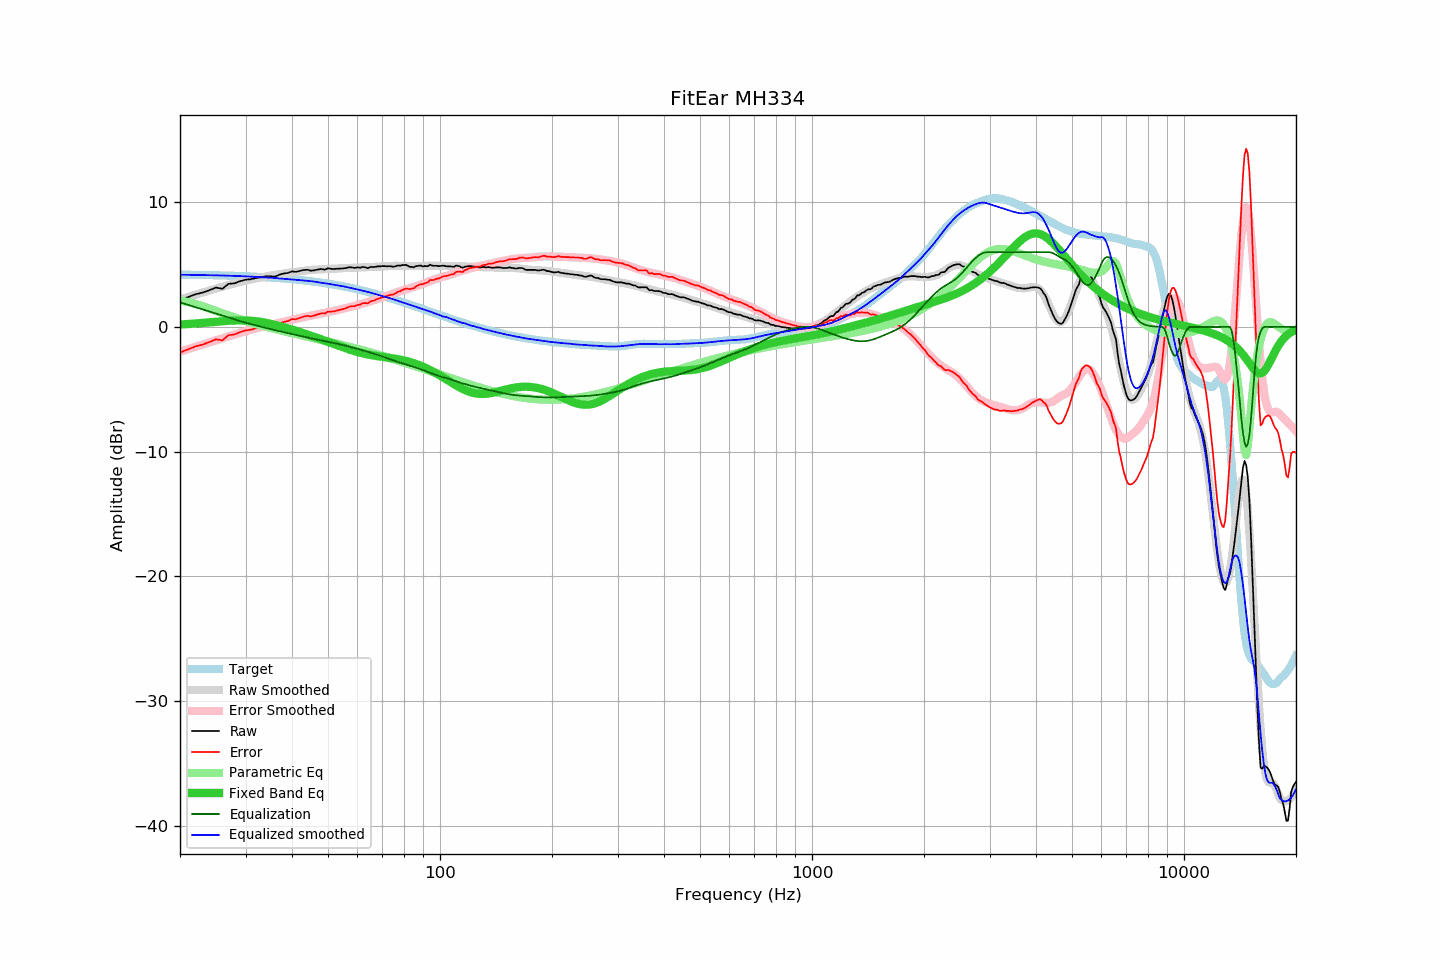 FitEar MH334
10
0
−10
−20
−30
−40
Amplitude (dBr)
Target
Raw Smoothed
Error Smoothed
Raw
Error
Parametric Eq
Fixed Band Eq
Equalization
Equalized smoothed
100
1000
10000
Frequency (Hz)